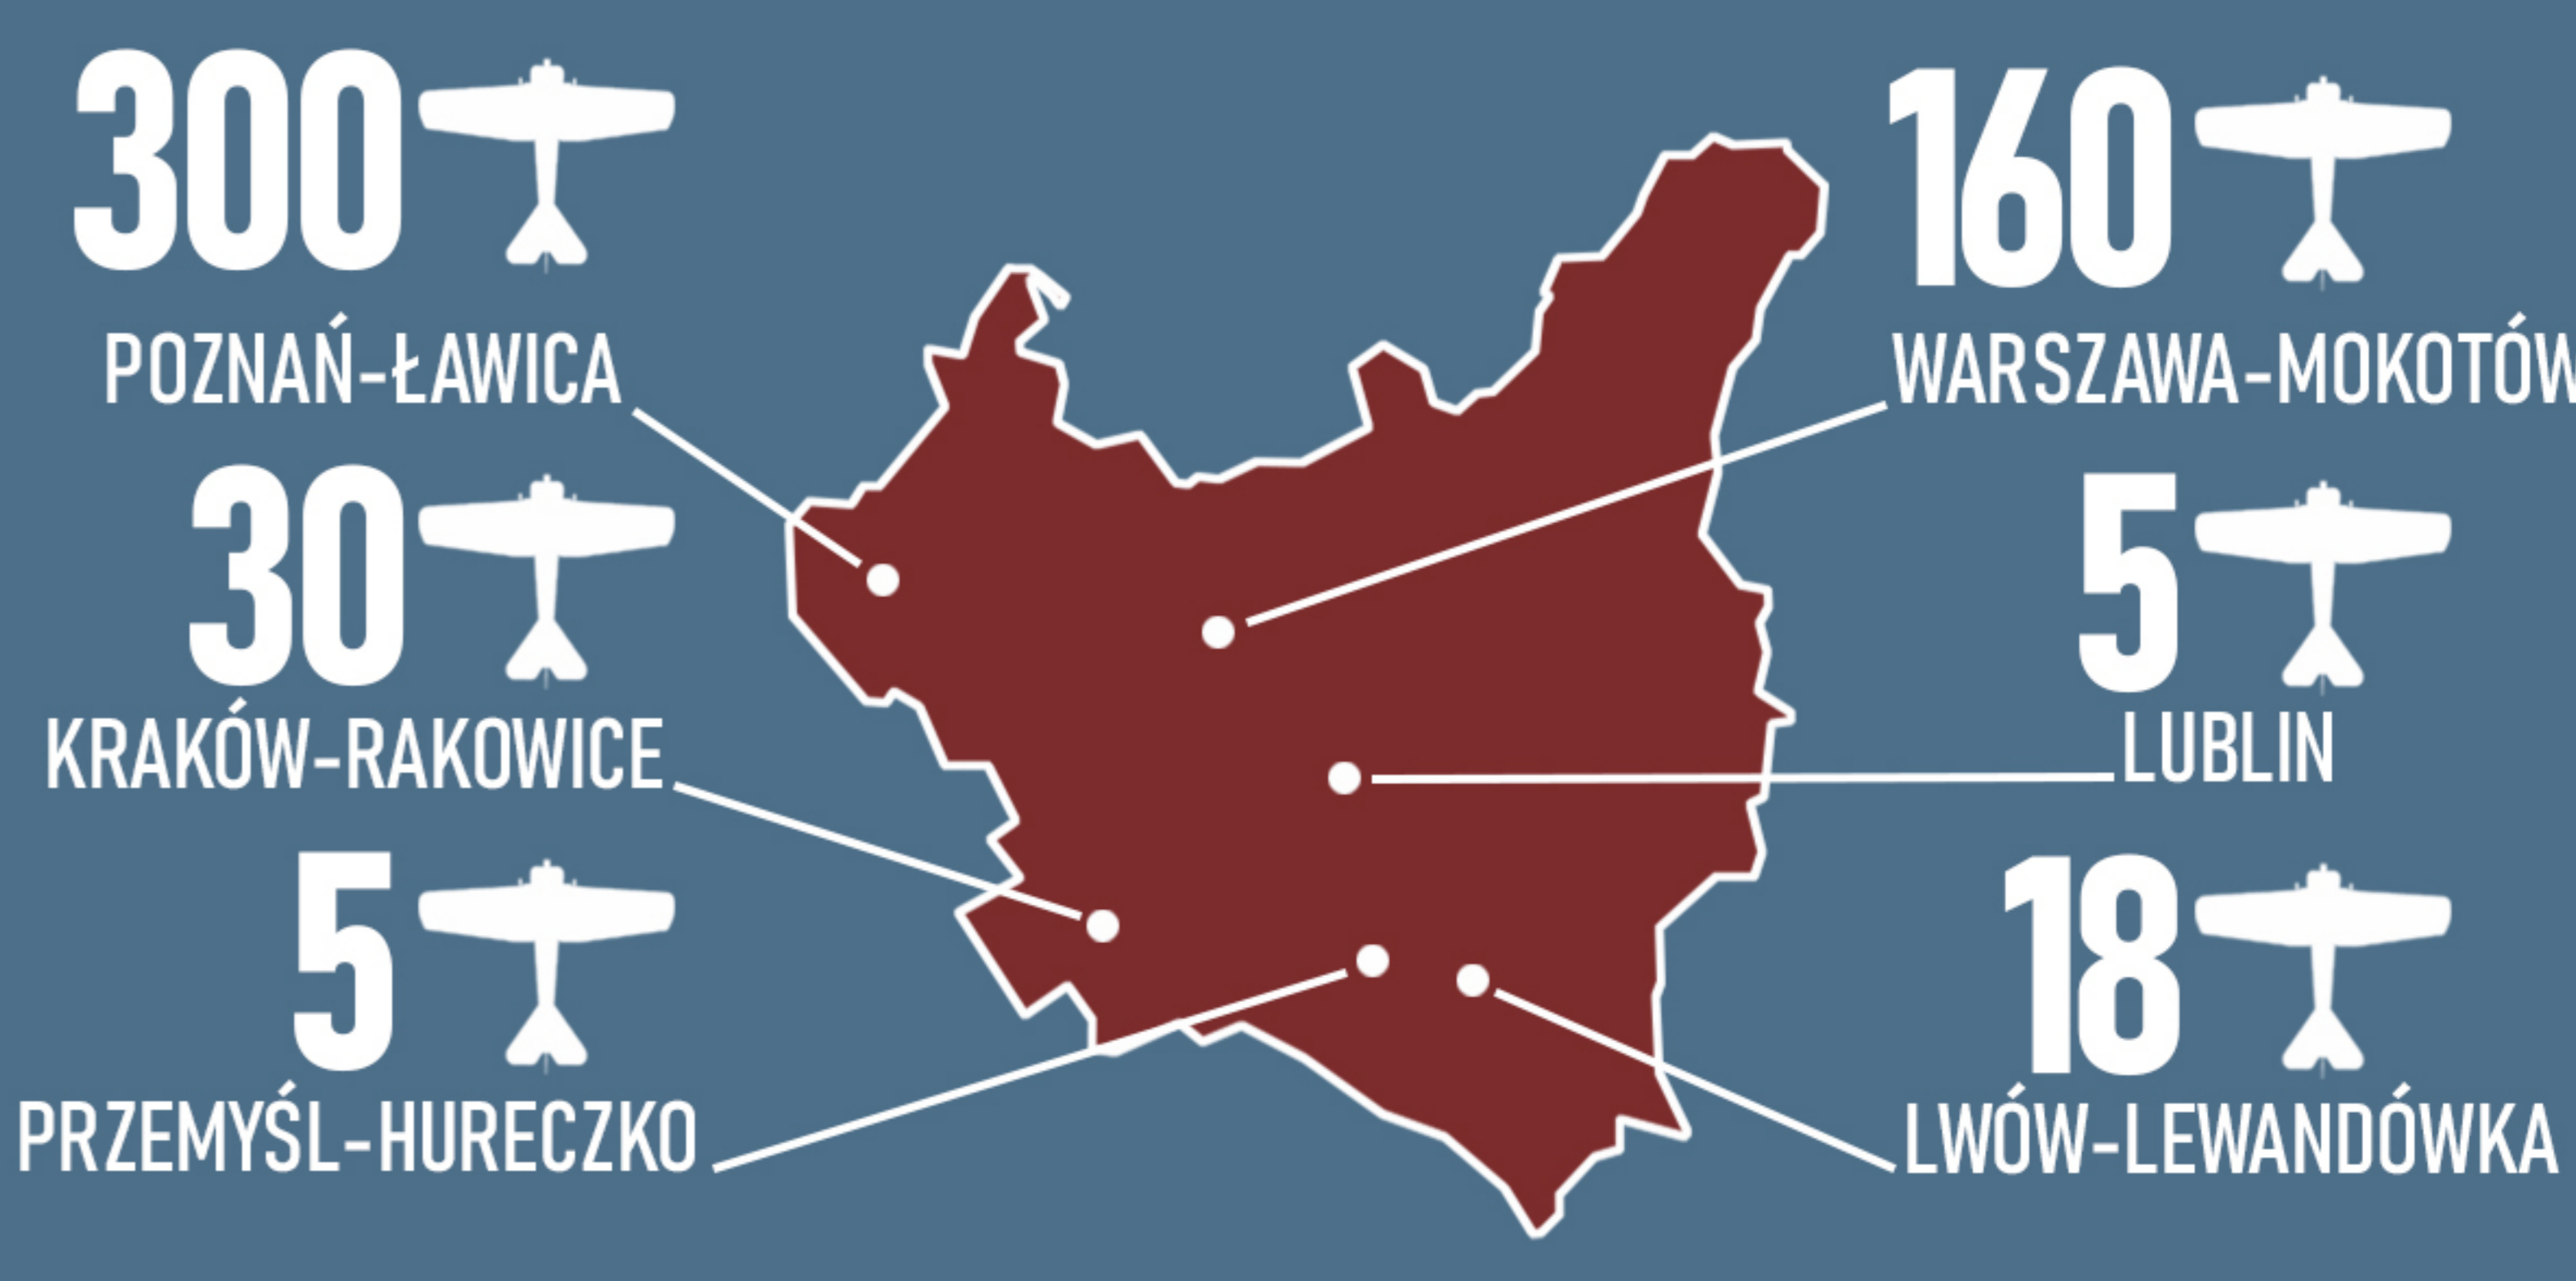 300
POZNAŃ-ŁAWICA
30
KRAKÓW-RAKOWICE
5
PRZEMYŚL-HURECZKO
160
WARSZAWA-MOKOTÓW
5
LUBLIN
18
LWÓW-LEWANDÓWKA